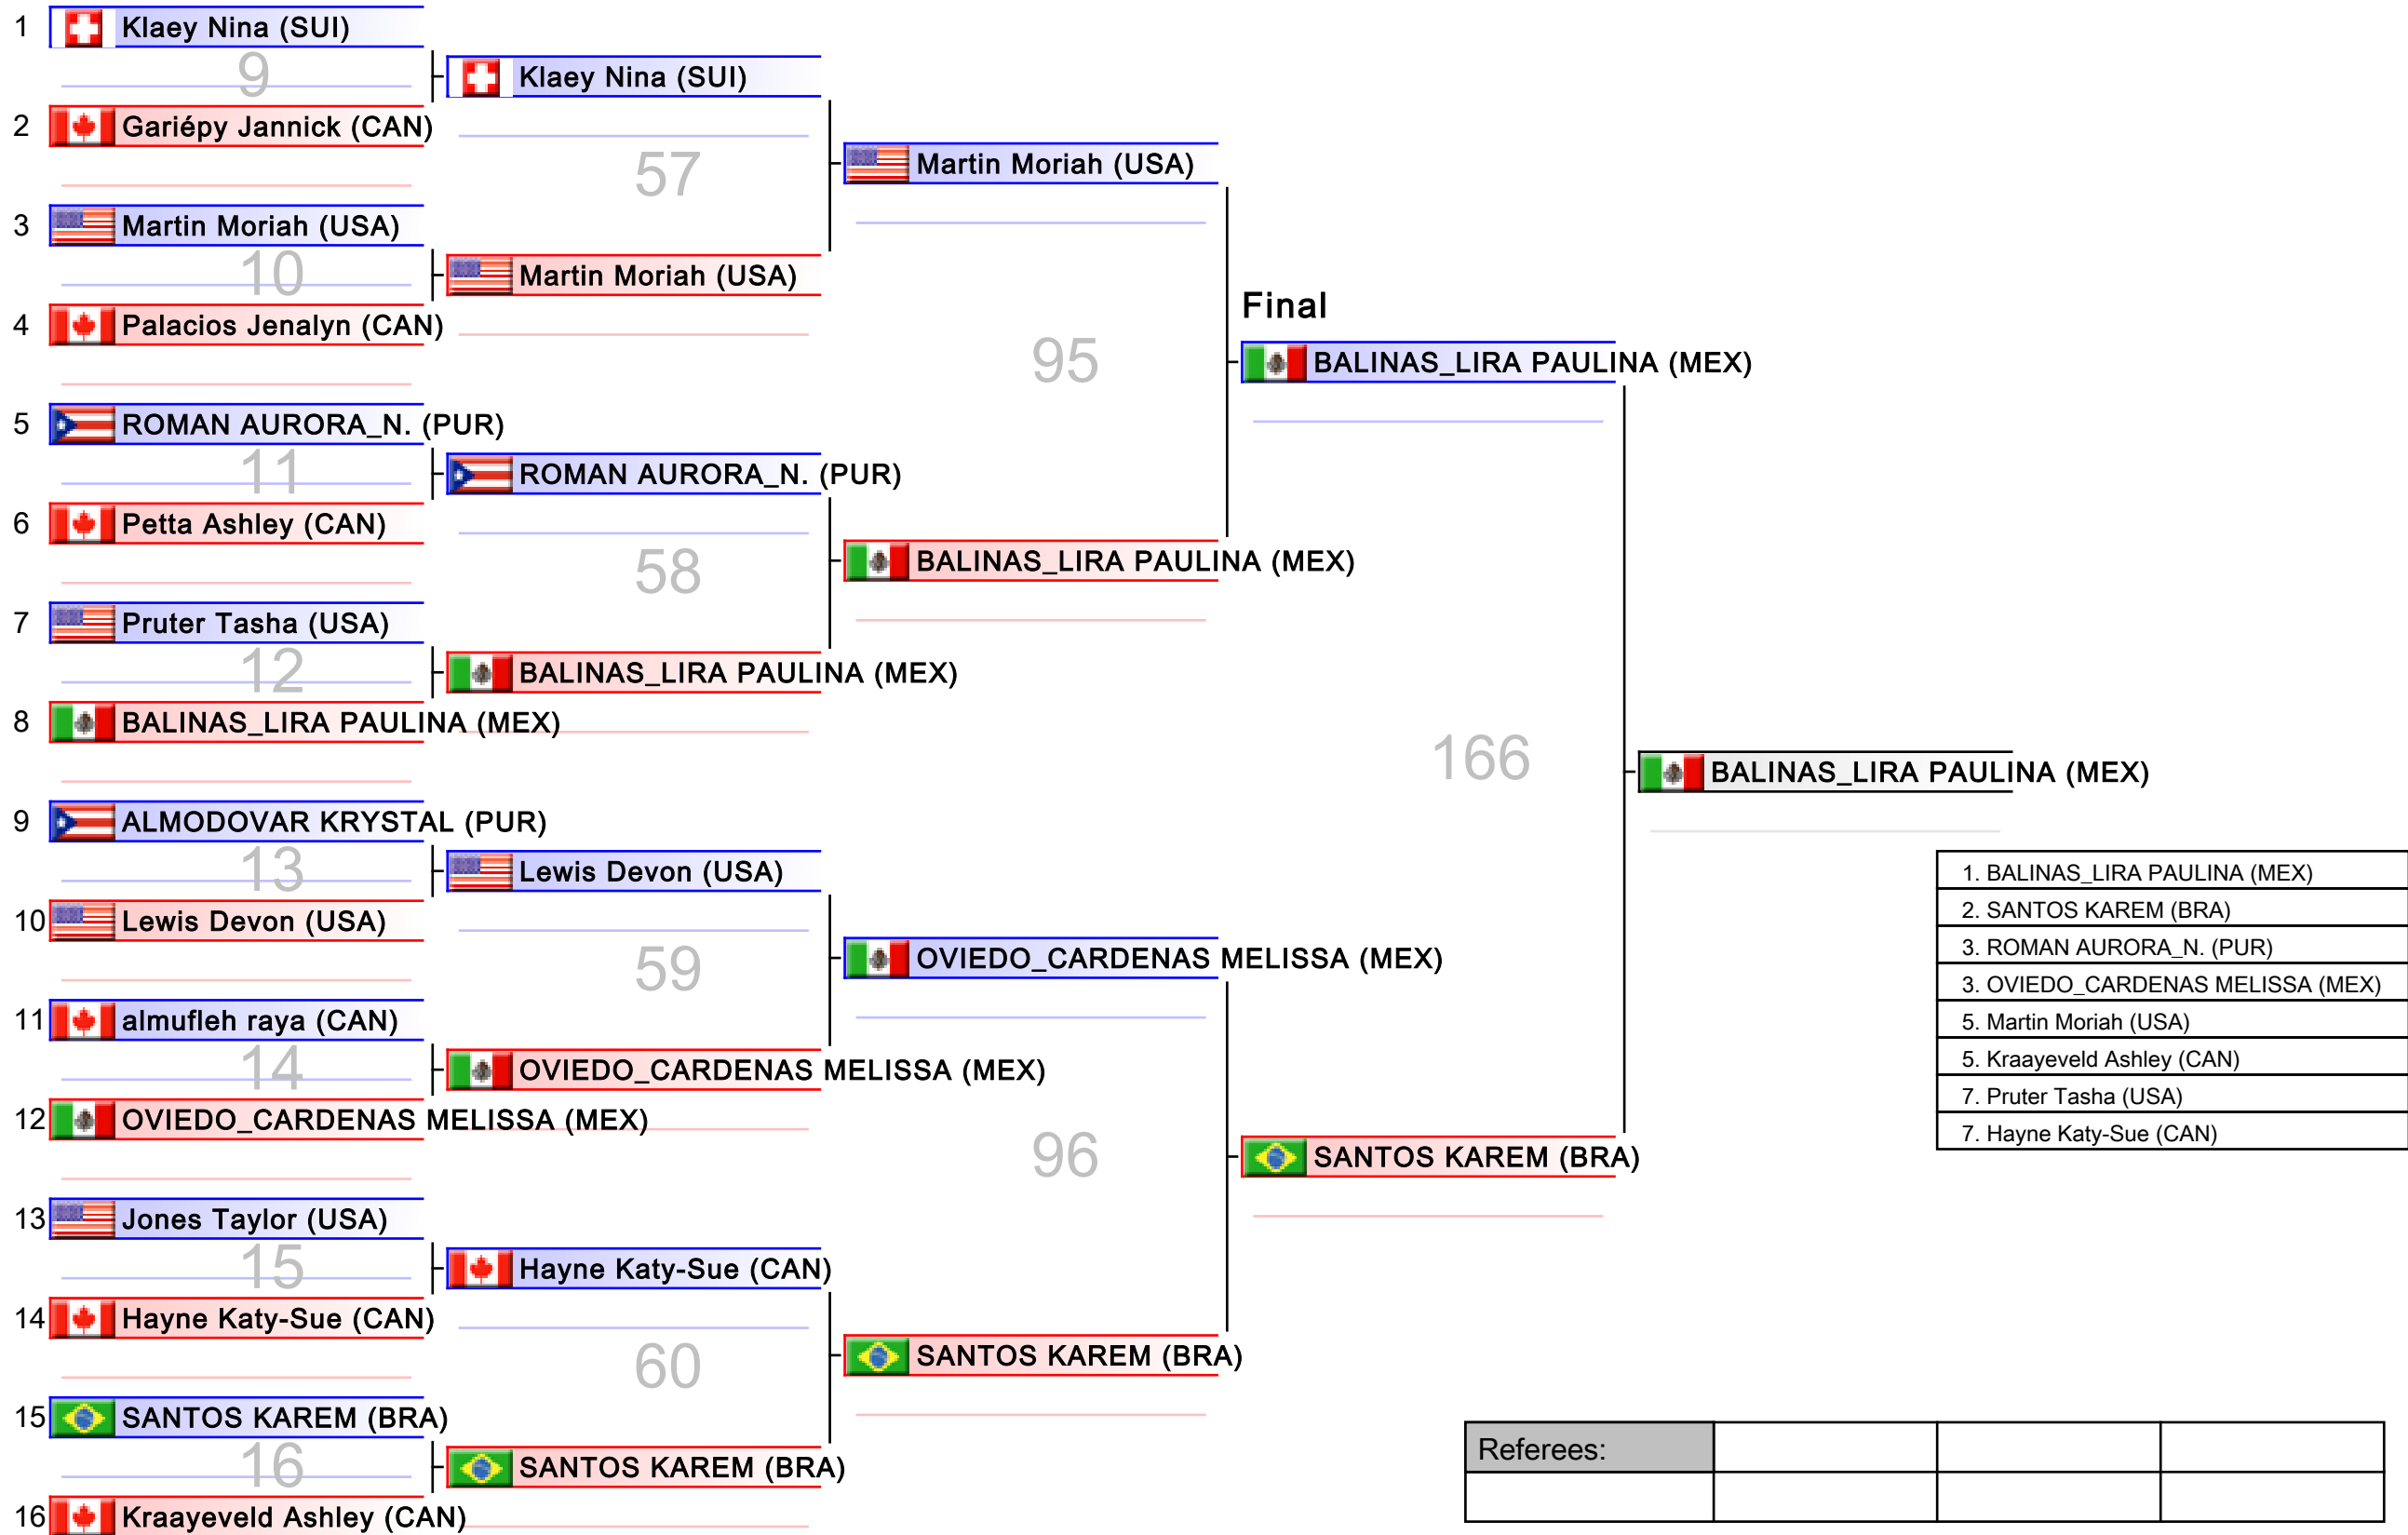 1 Klaey Nina (SUI)
9
2 Gariépy Jannick (CAN)
3 Martin Moriah (USA)
10
4 Palacios Jenalyn (CAN)
5 ROMAN AURORA_N. (PUR)
11
6 Petta Ashley (CAN)
7 Pruter Tasha (USA)
12
8 BALINAS_LIRA PAULINA (MEX)
9 ALMODOVAR KRYSTAL (PUR)
13
10 Lewis Devon (USA)
11 almufleh raya (CAN)
14
12 OVIEDO_CARDENAS MELISSA (MEX)
13 Jones Taylor (USA)
15
14 Hayne Katy-Sue (CAN)
15 SANTOS KAREM (BRA)
16
16 Kraayeveld Ashley (CAN)
Klaey Nina (SUI)
57
Martin Moriah (USA)
ROMAN AURORA_N. (PUR)
58
BALINAS_LIRA PAULINA (MEX)
Lewis Devon (USA)
59
OVIEDO_CARDENAS MELISSA (MEX)
Hayne Katy-Sue (CAN)
60
SANTOS KAREM (BRA)
Martin Moriah (USA)
95
BALINAS_LIRA PAULINA (MEX)
OVIEDO_CARDENAS MELISSA (MEX)
96
SANTOS KAREM (BRA)
Final
BALINAS_LIRA PAULINA (MEX)
166
SANTOS KAREM (BRA)
BALINAS_LIRA PAULINA (MEX)
1. BALINAS_LIRA PAULINA (MEX)
2. SANTOS KAREM (BRA)
3. ROMAN AURORA_N. (PUR)
3. OVIEDO_CARDENAS MELISSA (MEX)
5. Martin Moriah (USA)
5. Kraayeveld Ashley (CAN)
7. Pruter Tasha (USA)
7. Hayne Katy-Sue (CAN)
Referees: